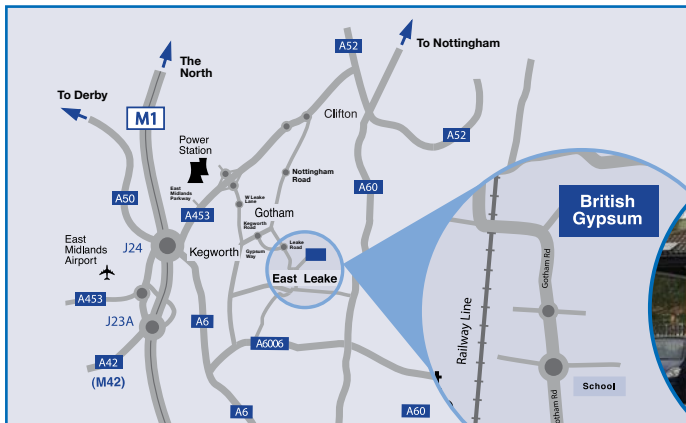 A52
To Nottingham
The
North
To Derby
M1
Clifton
A52
Power
Station
Nottingham
Road
East
Midlands
Parkway
A60
A50
W Leake
Lane
A453
Gotham
Kegworth
Road
British
Gypsum
East
Midlands
Airport
J24
Kegworth
Gypsum
Way
Leake
Road
Gotham Rd
East Leake
A453
J23A
A6
Railway Line
A6006
A42
(M42)
School
A6
A60
otham Rd